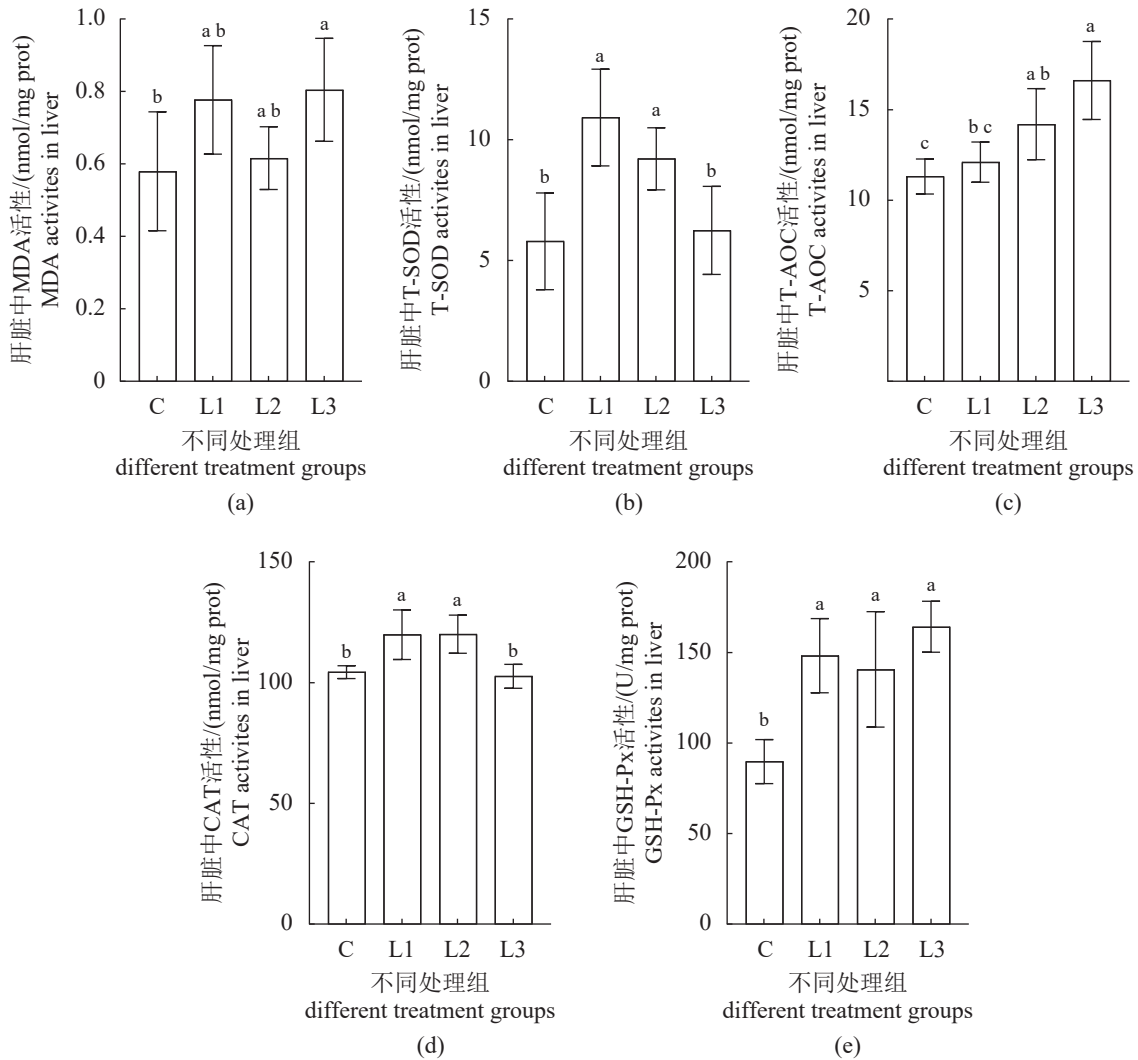 肝脏中MDA活性/(nmol/mg prot)
MDA activites in liver
1.0
0.8
0.6
0.4
0.2
0
b
a b
a b
a
C L1 L2 L3
不同处理组
different treatment groups
(a)
肝脏中T-SOD活性/(nmol/mg prot)
T-SOD activites in liver
15
10
5
0
b
a
a
b
C L1 L2 L3
不同处理组
different treatment groups
(b)
肝脏中T-AOC活性/(nmol/mg prot)
T-AOC activites in liver
20
15
10
5
c
b c
a b
a
C L1 L2 L3
不同处理组
different treatment groups
(c)
肝脏中CAT活性/(nmol/mg prot)
CAT activites in liver
150
100
50
0
b
a
a
b
C L1 L2 L3
不同处理组
different treatment groups
(d)
肝脏中GSH-Px活性/(U/mg prot)
GSH-Px activites in liver
200
150
100
50
0
b
a
a
a
C L1 L2 L3
不同处理组
different treatment groups
(e)